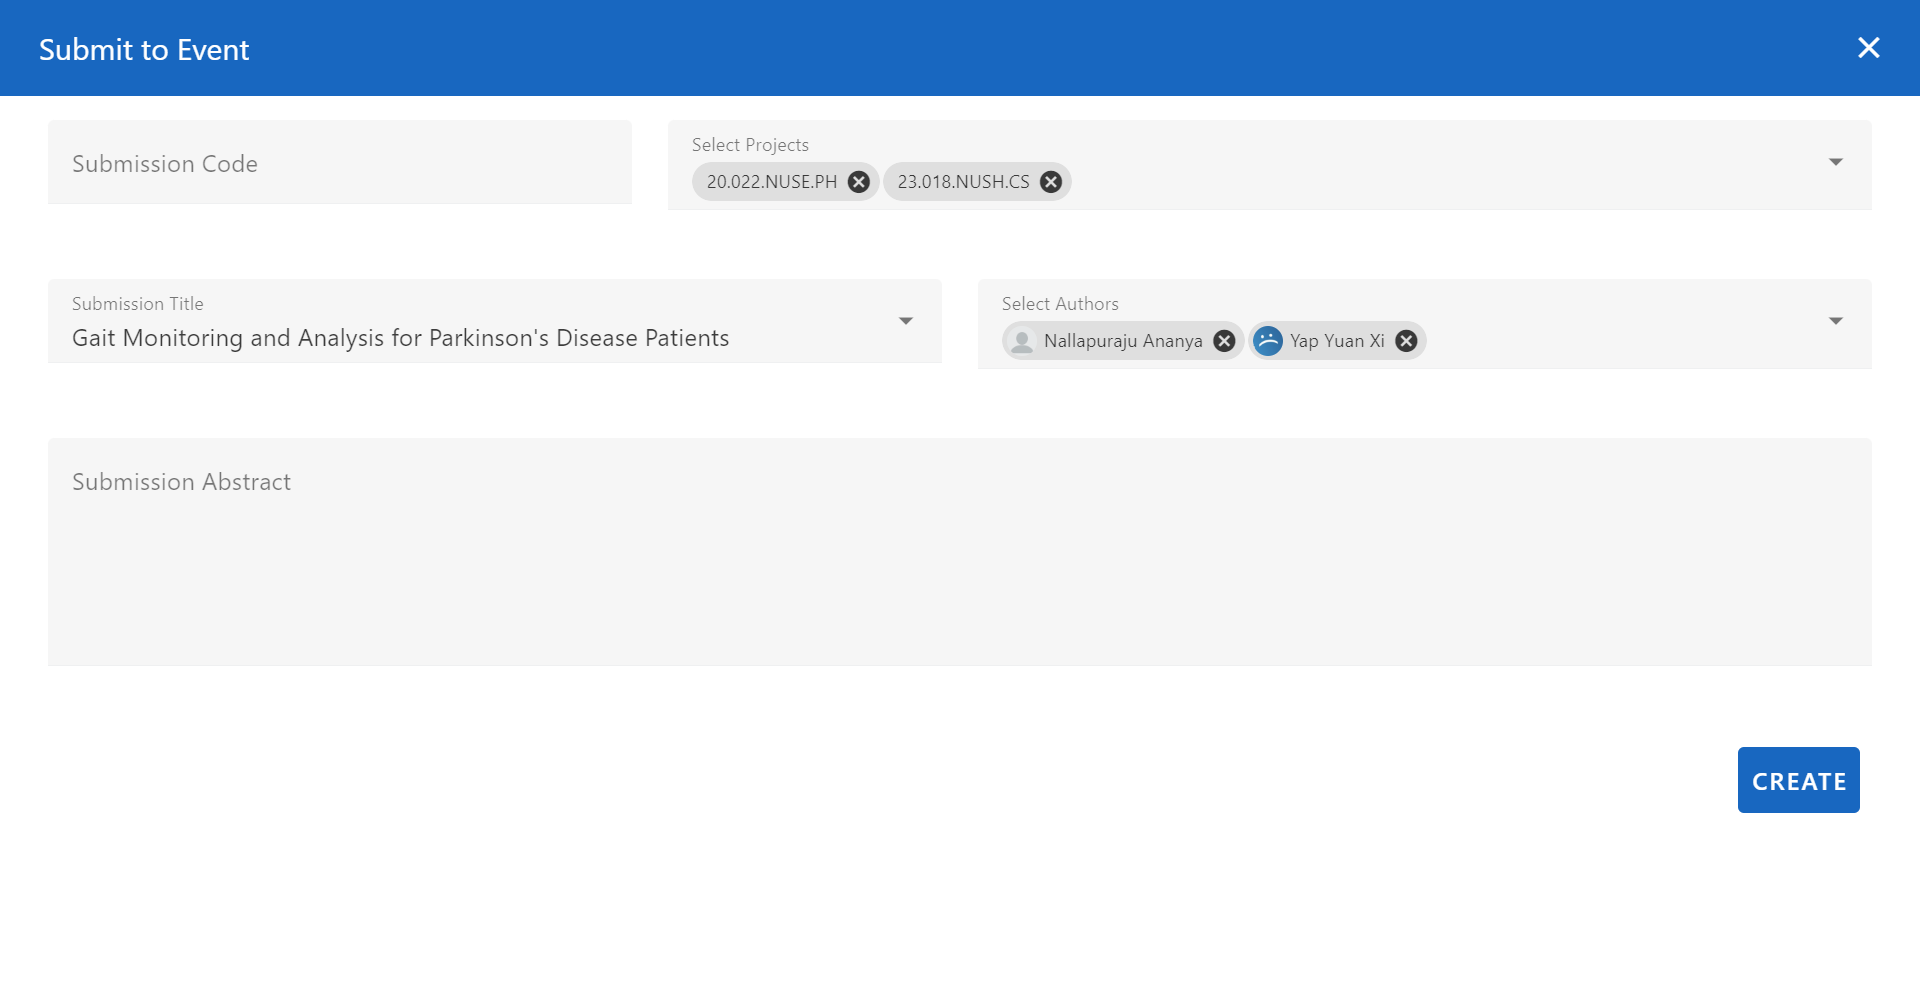 Submit to Event
Submission Code
Select Projects
20.022.NUSE.PH 23.018.NUSH.CS
Submission Title
Gait Monitoring and Analysis for Parkinson's Disease Patients
Select Authors
Nallapuraju Ananya Yap Yuan Xi
Submission Abstract
CREATE